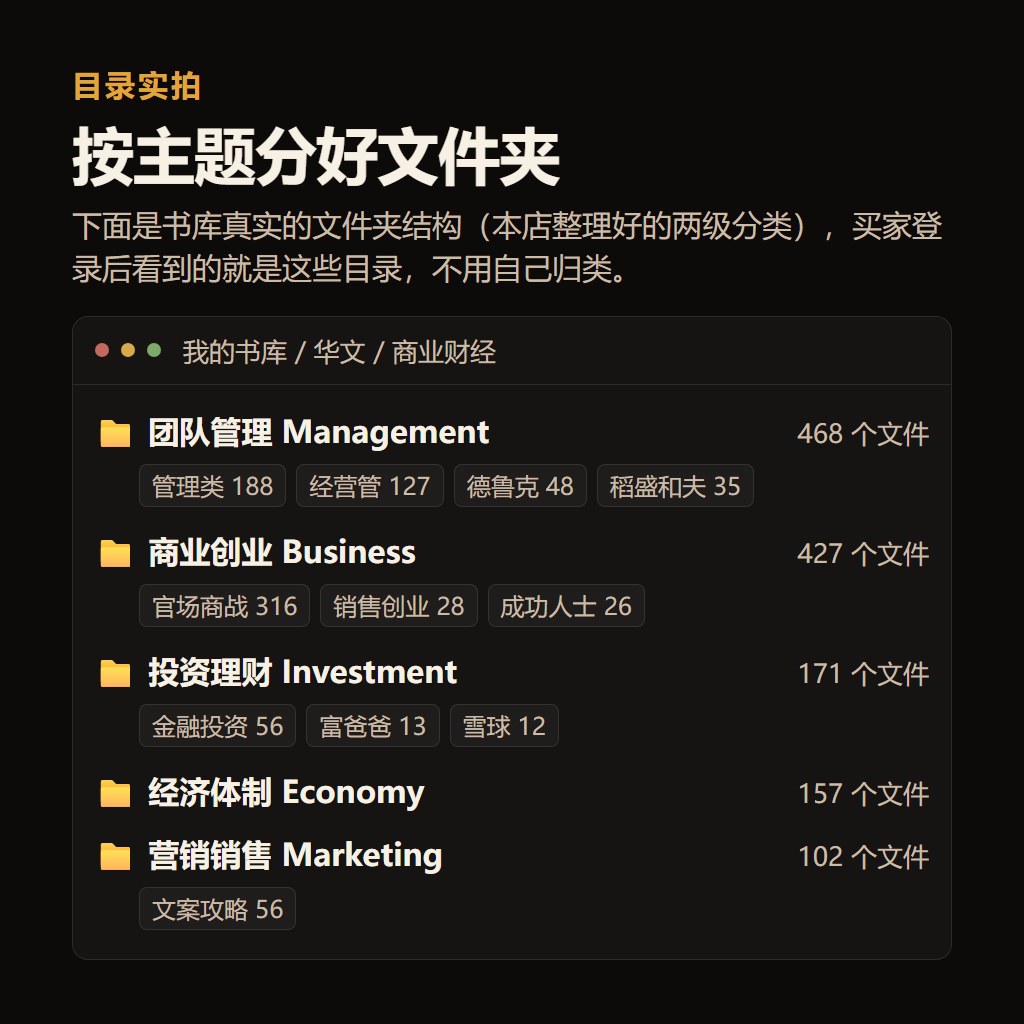 目录实拍
按主题分好文件夹
下面是书库真实的文件夹结构（本店整理好的两级分类），买家登
录后看到的就是这些目录，不用自己归类。
我的书库 / 华文 / 商业财经
团队管理 Management 468 个文件
管理类 188 经营管 127 德鲁克 48 稻盛和夫 35
商业创业 Business 427 个文件
官场商战 316 销售创业 28 成功人士 26
投资理财 Investment 171 个文件
金融投资 56 富爸爸 13 雪球 12
经济体制 Economy 157 个文件
营销销售 Marketing 102 个文件
文案攻略 56